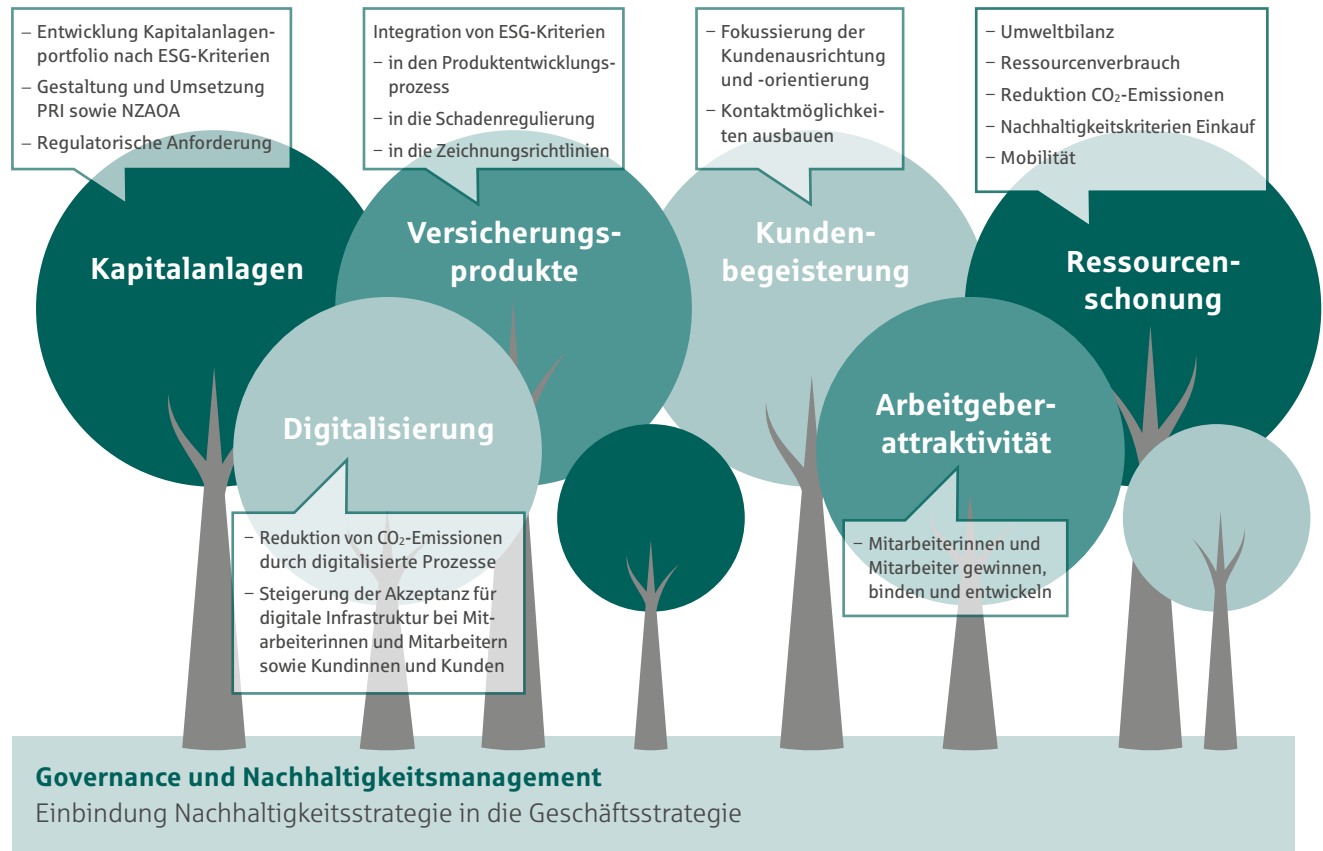 – Entwicklung Kapitalanlagen-
portfolio nach ESG-Kriterien
– Gestaltung und Umsetzung
PRI sowie NZAOA
– Regulatorische Anforderung
Integration von ESG-Kriterien
– in den Produktentwicklungs-
prozess
– in die Schadenregulierung
– in die Zeichnungsrichtlinien
– Fokussierung der
Kundenausrichtung
und -orientierung
– Kontaktmöglichkei-
ten ausbauen
– Umweltbilanz
– Ressourcenverbrauch
– Reduktion CO₂-Emissionen
– Nachhaltigkeitskriterien Einkauf
– Mobilität
Kapitalanlagen
Versicherungs-
produkte
Kunden-
begeisterung
Ressourcen-
schonung
Digitalisierung
Arbeitgeber-
attraktivität
– Reduktion von CO₂-Emissionen
durch digitalisierte Prozesse
– Steigerung der Akzeptanz für
digitale Infrastruktur bei Mit-
arbeiterinnen und Mitarbeitern
sowie Kundinnen und Kunden
– Mitarbeiterinnen und
Mitarbeiter gewinnen,
binden und entwickeln
Governance und Nachhaltigkeitsmanagement
Einbindung Nachhaltigkeitsstrategie in die Geschäftsstrategie